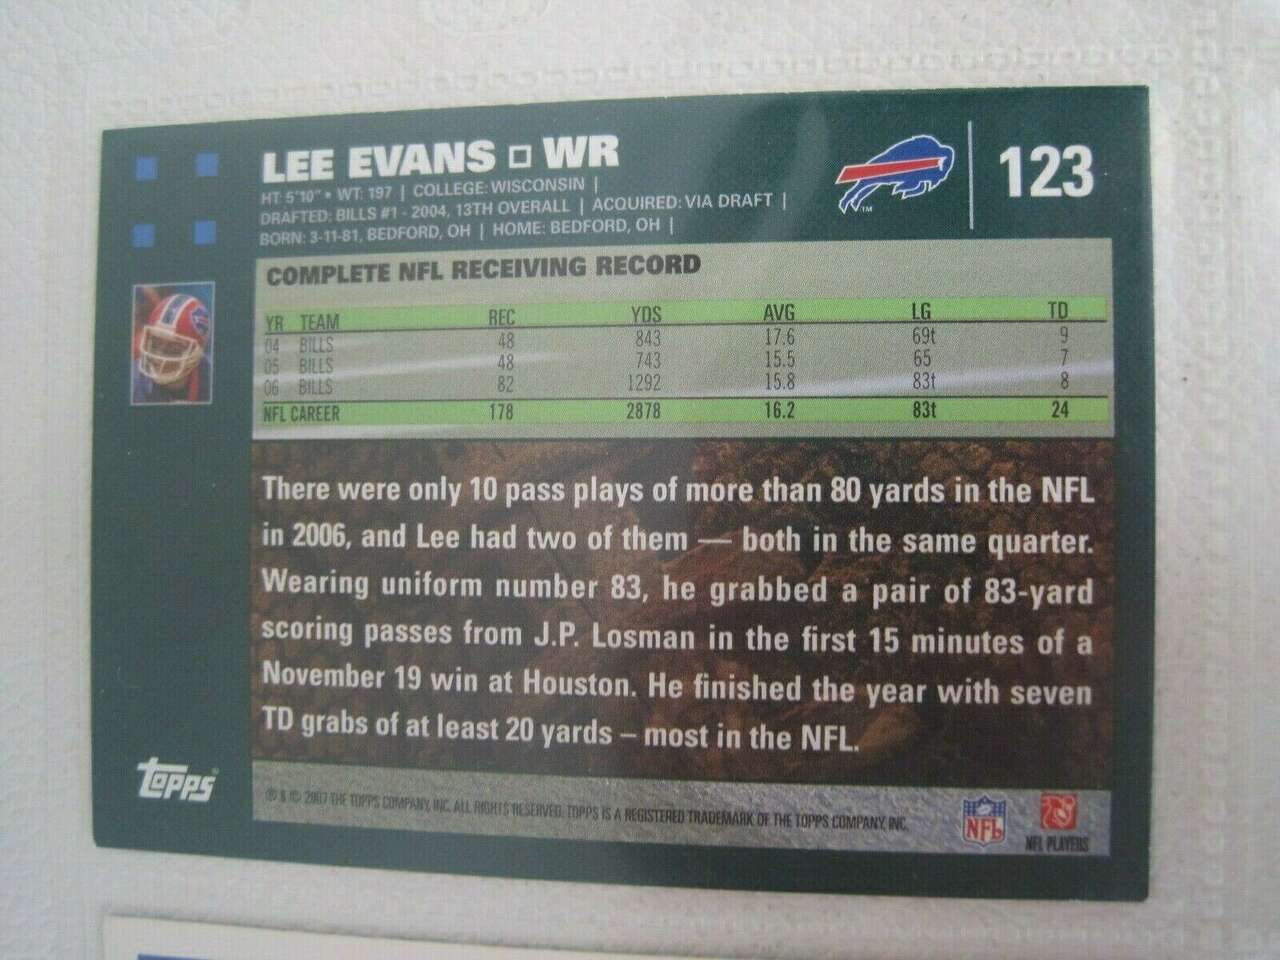 LEE EVANS □ WR
HT: 5'10" • WT: 197 | COLLEGE: WISCONSIN |
DRAFTED: BILLS #1 - 2004, 13TH OVERALL | ACQUIRED: VIA DRAFT |
BORN: 3-11-81, BEDFORD, OH | HOME: BEDFORD, OH |
TM
123
COMPLETE NFL RECEIVING RECORD
YR TEAM REC YDS AVG LG TD
04 BILLS 48 843 17.6 69t 9
05 BILLS 48 743 15.5 65 7
06 BILLS 82 1292 15.8 83t 8
NFL CAREER 178 2878 16.2 83t 24
There were only 10 pass plays of more than 80 yards in the NFL
in 2006, and Lee had two of them — both in the same quarter.
Wearing uniform number 83, he grabbed a pair of 83-yard
scoring passes from J.P. Losman in the first 15 minutes of a
November 19 win at Houston. He finished the year with seven
TD grabs of at least 20 yards – most in the NFL.
Topps®
® & © 2007 THE TOPPS COMPANY, INC. ALL RIGHTS RESERVED. TOPPS IS A REGISTERED TRADEMARK OF THE TOPPS COMPANY, INC.
NFL
NFL PLAYERS